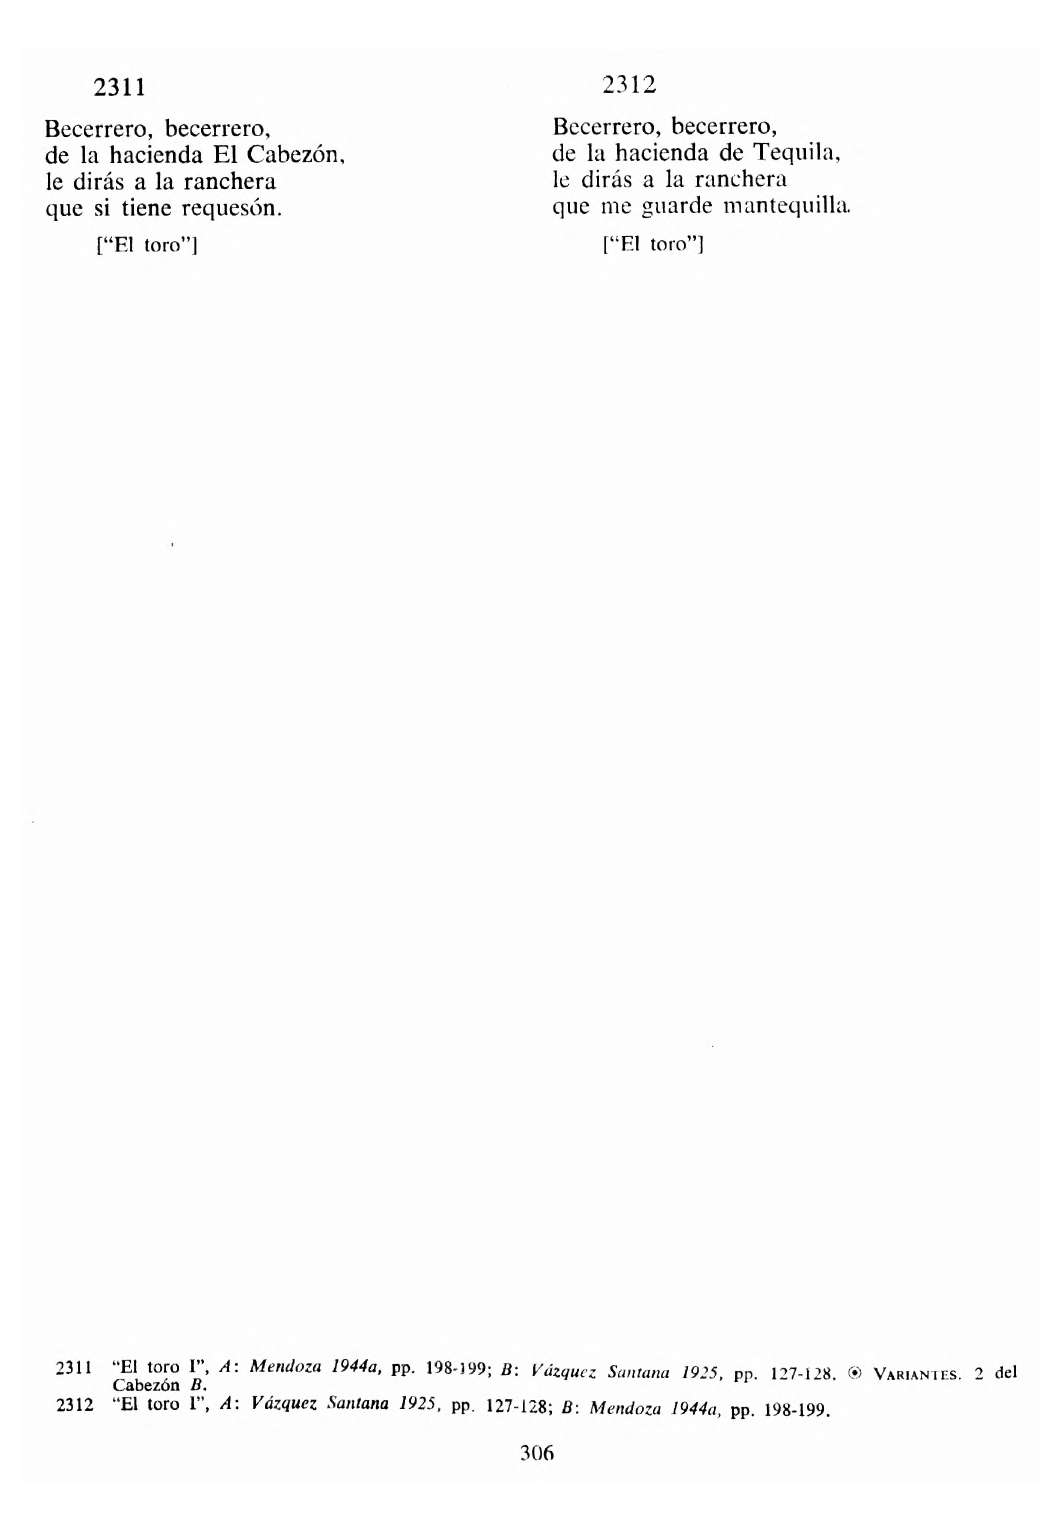 2311
Becerrero, becerrero,
de la hacienda El Cabezón,
le dirás a la ranchera
que si tiene requesón.
[“El toro”]
2312
Becerrero, becerrero,
de la hacienda de Tequila,
le dirás a la ranchera
que me guarde mantequilla.
[“El toro”]
2311 “El toro I”, A: Mendoza 1944a, pp. 198-199; B: Vázquez Santana 1925, pp. 127-128. ⊙ VARIANTES. 2 del
Cabezón B.
2312 “El toro I”, A: Vázquez Santana 1925, pp. 127-128; B: Mendoza 1944a, pp. 198-199.
306